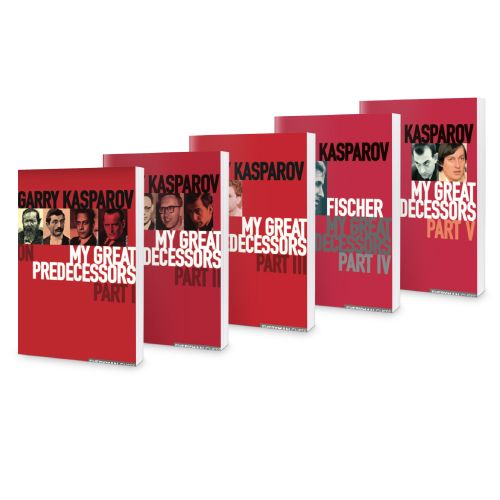 GARRY KASPAROV
ON MY GREAT
PREDECESSORS
PART I
KASPAROV
MY GREAT
DECESSORS
PART II
KASPAROV
MY GREAT
DECESSORS
PART III
KASPAROV
FISCHER
MY GREAT
DECESSORS
PART IV
KASPAROV
MY GREAT
DECESSORS
PART V